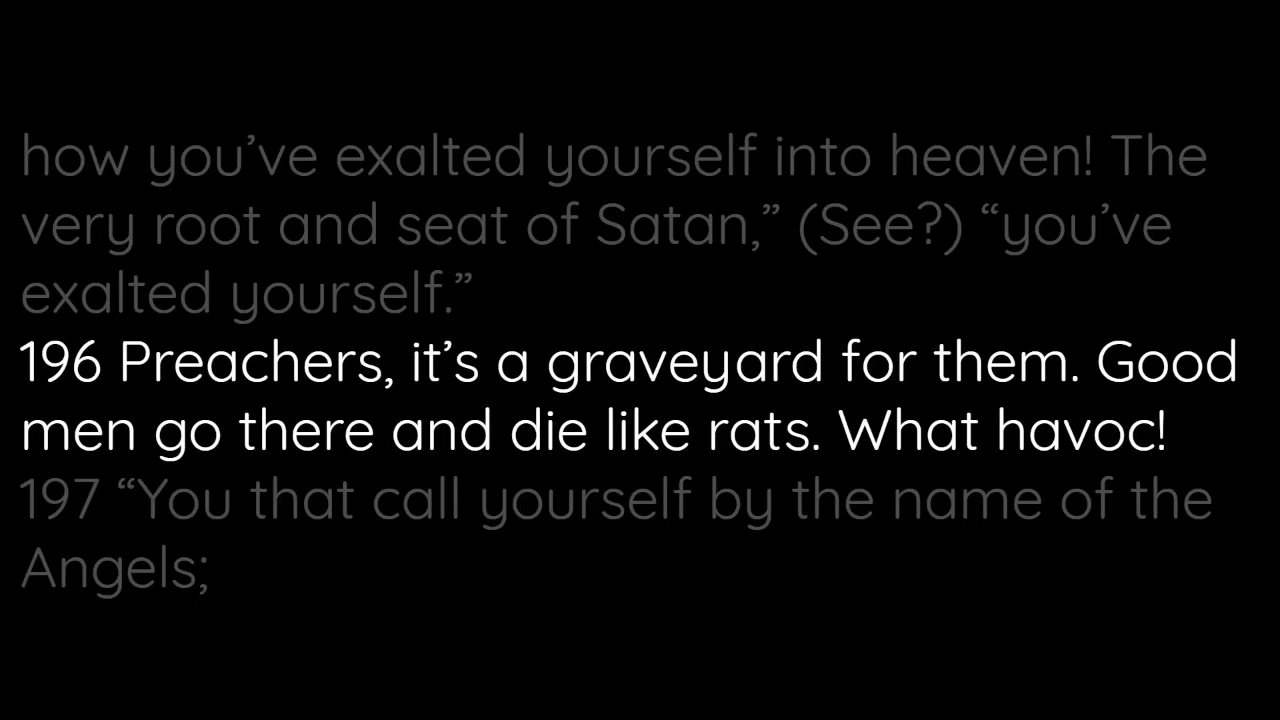 how you’ve exalted yourself into heaven! The
very root and seat of Satan,” (See?) “you’ve
exalted yourself.”
196 Preachers, it’s a graveyard for them. Good
men go there and die like rats. What havoc!
197 “You that call yourself by the name of the
Angels;